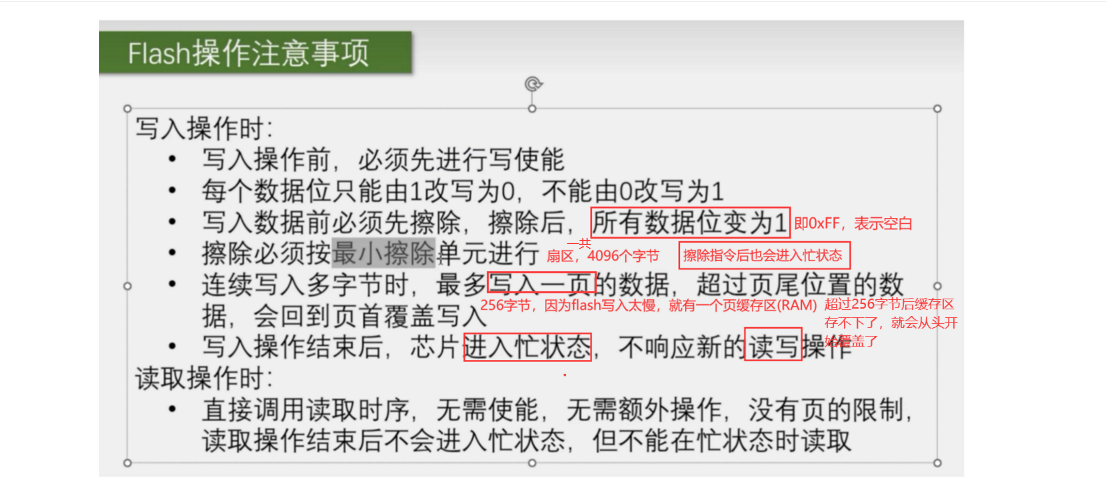 Flash操作注意事项
写入操作时:
• 写入操作前，必须先进行写使能
• 每个数据位只能由1改写为0，不能由0改写为1
• 写入数据前必须先擦除，擦除后，所有数据位变为1 即0xFF，表示空白
• 擦除必须按最小擦除单元进行
一共
扇区，4096个字节
擦除指令后也会进入忙状态
• 连续写入多字节时，最多写入一页的数据，超过页尾位置的数
据，会回到页首覆盖写入
256字节，因为flash写入太慢，就有一个页缓存区(RAM)
超过256字节后缓存区
存不下了，就会从头开
始覆盖了
• 写入操作结束后，芯片进入忙状态，不响应新的读写操作
读取操作时:
• 直接调用读取时序，无需使能，无需额外操作，没有页的限制，
读取操作结束后不会进入忙状态，但不能在忙状态时读取